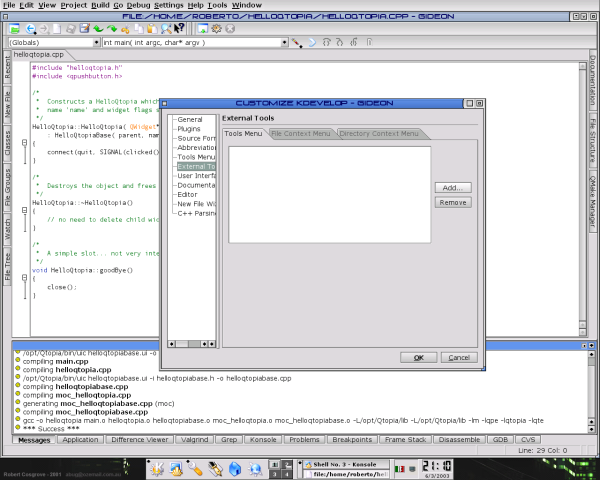 File Edit View Project Build Go Debug Settings Help Tools Window
FILE:/HOME/ROBERTO/HELLOQTOPIA/HELLOQTOPIA.CPP - GIDEON
(Globals) int main( int argc, char* argv )
helloqtopia.cpp
Recent
New File
Classes
File Groups
Watch
File Tree
#include "helloqtopia.h"
#include <qpushbutton.h>
/*
* Constructs a HelloQtopia which
* name 'name' and widget flags s
*/
HelloQtopia::HelloQtopia( QWidget*
: HelloQtopiaBase( parent, name
{
connect(quit, SIGNAL(clicked()
}
/*
* Destroys the object and frees
*/
HelloQtopia::~HelloQtopia()
{
// no need to delete child wid
}
/*
* A simple slot... not very inte
*/
void HelloQtopia::goodBye()
{
close();
}
Documentation
File Structure
QMake Manager
CUSTOMIZE KDEVELOP - GIDEON
General
Plugins
Source Form
Abbreviation
Tools Menu
External To
User Interfa
Documenta
Editor
New File Wi
C++ Parsing
External Tools
Tools Menu File Context Menu Directory Context Menu
Add...
Remove
OK Cancel
/opt/Qtopia/bin/uic helloqtopiabase.ui -o
compiling main.cpp
compiling helloqtopia.cpp
/opt/Qtopia/bin/uic helloqtopiabase.ui -i helloqtopiabase.h -o helloqtopiabase.cpp
compiling helloqtopiabase.cpp
compiling moc_helloqtopia.cpp
generating moc_helloqtopiabase.cpp (moc)
compiling moc_helloqtopiabase.cpp
gcc -o helloqtopia main.o helloqtopia.o helloqtopiabase.o moc_helloqtopia.o moc_helloqtopiabase.o -L/opt/Qtopia/lib -L/opt/Qtopia/lib -lm -lqpe -lqtopia -lqte
*** Success ***
Messages Application Difference Viewer Valgrind Grep Konsole Problems Breakpoints Frame Stack Disassemble GDB CVS
Line: 29 Col: 0
Shell No. 3 - Konsole
file:/home/roberto/hel
21:10
6/3/2003